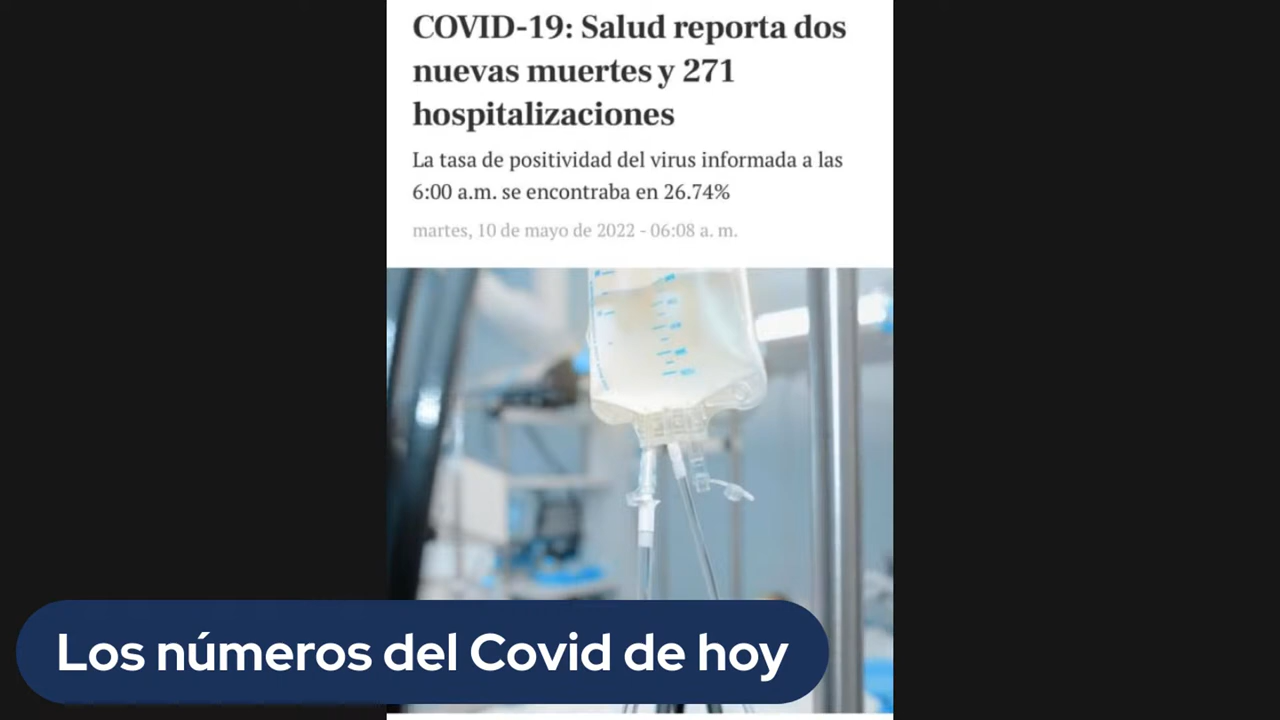 COVID-19: Salud reporta dos
nuevas muertes y 271
hospitalizaciones
La tasa de positividad del virus informada a las
6:00 a.m. se encontraba en 26.74%
martes, 10 de mayo de 2022 - 06:08 a. m.
Los números del Covid de hoy